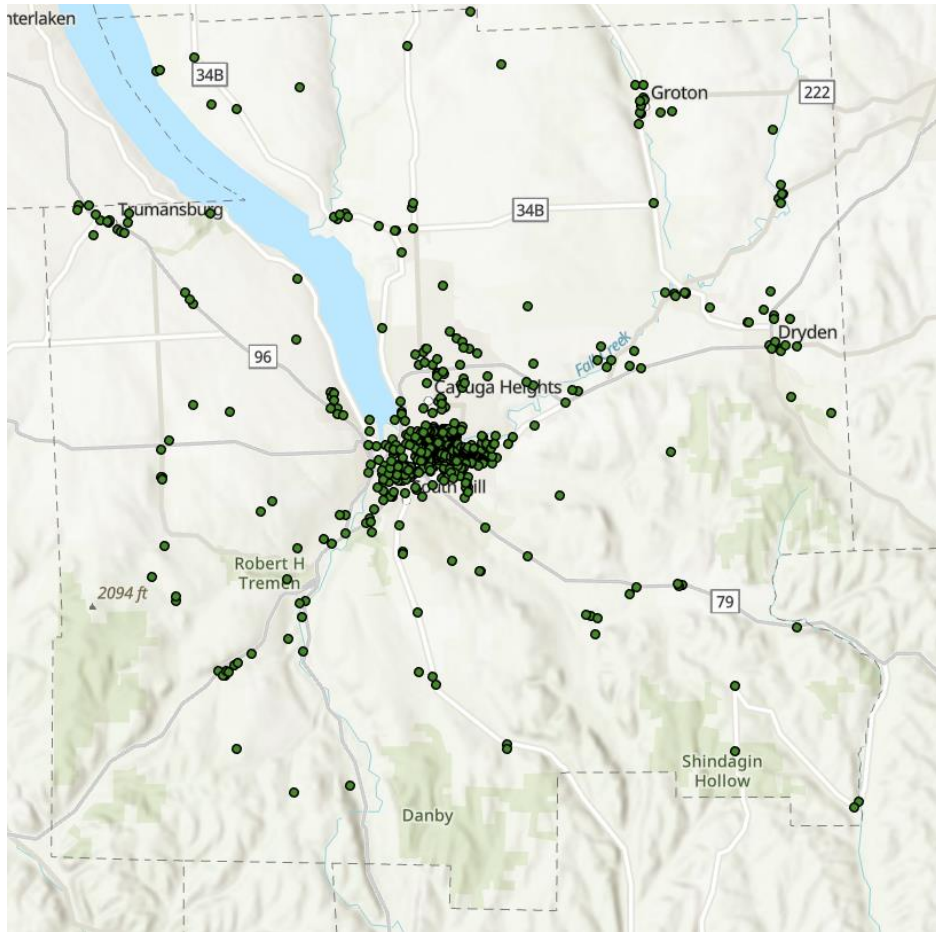 nterlaken
34B
Groton
222
Trumansburg
34B
96
Fall Creek
Dryden
Cayuga Heights
Robert H
Tremen
2094 ft
79
Shindagin
Hollow
Danby